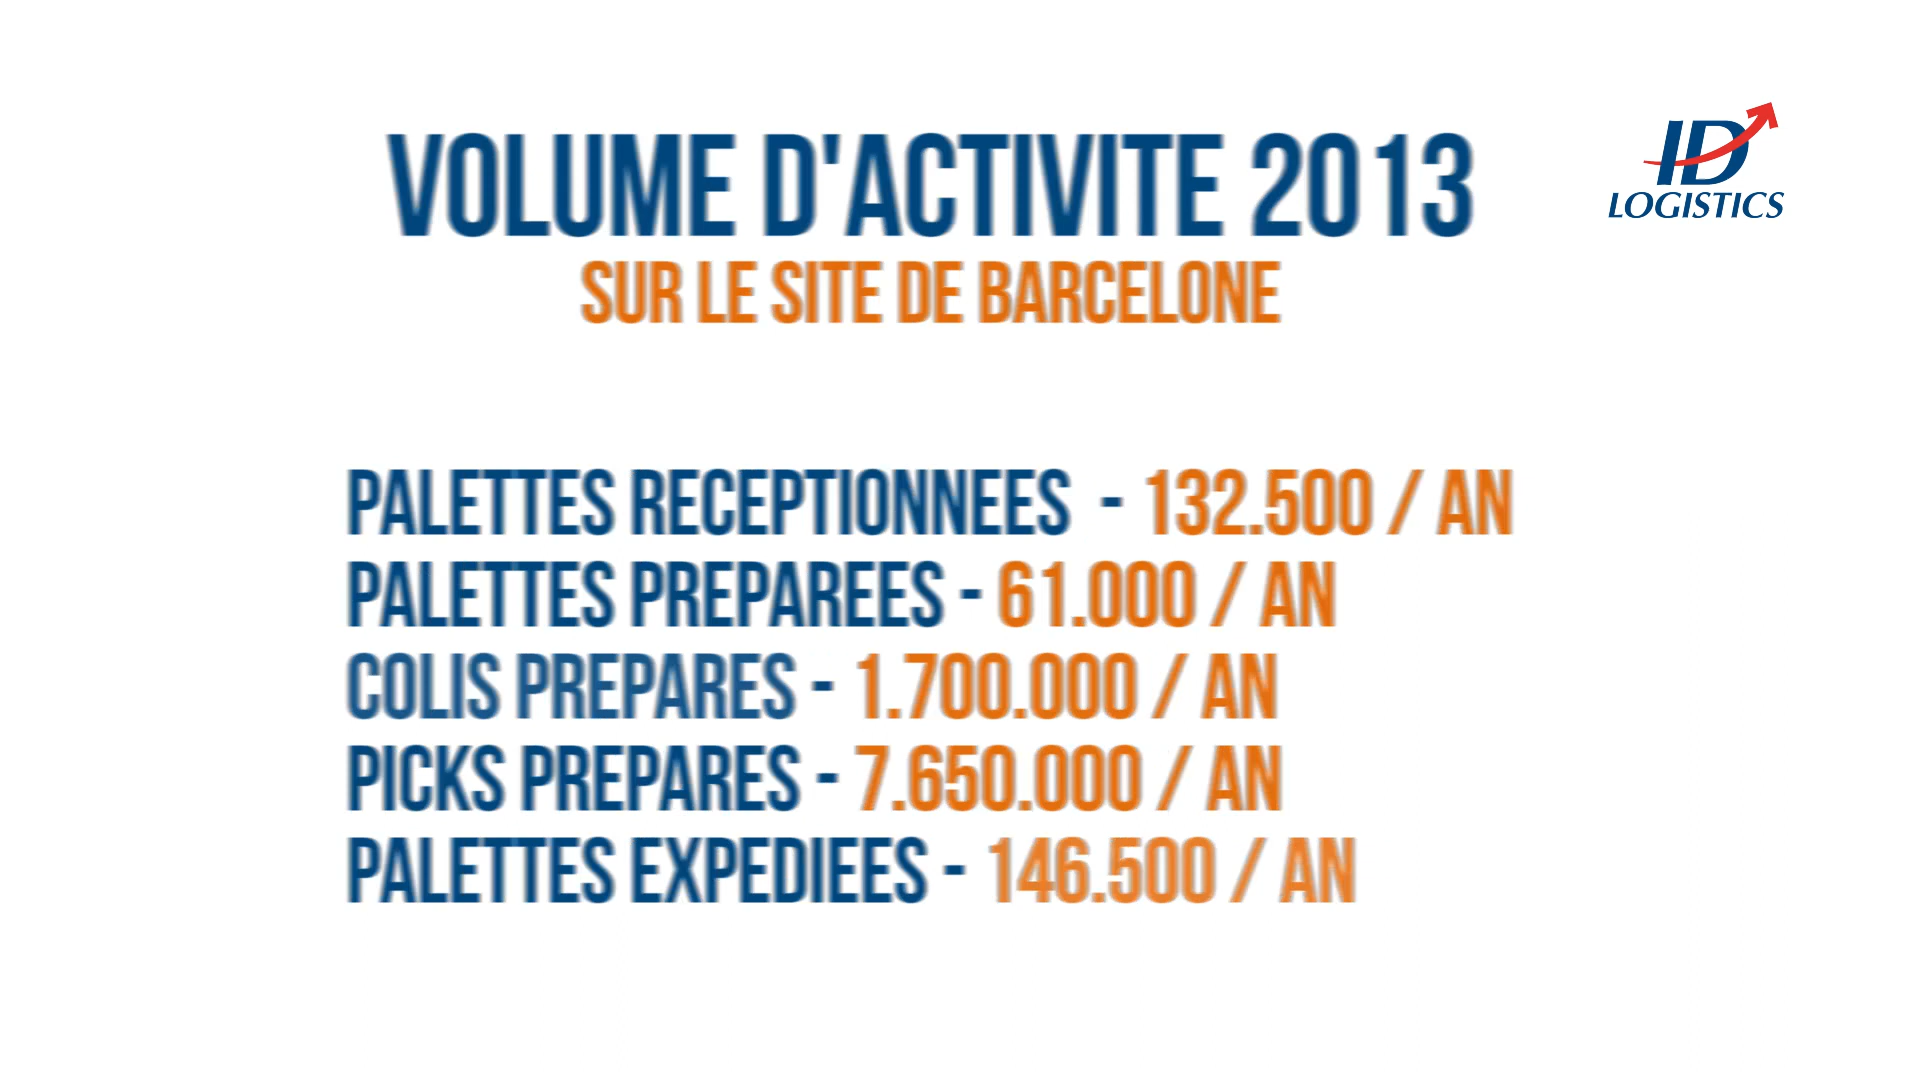 VOLUME D'ACTIVITE 2013
SUR LE SITE DE BARCELONE
ID
LOGISTICS
PALETTES RECEPTIONNEES - 132.500 / AN
PALETTES PREPAREES - 61.000 / AN
COLIS PREPARES - 1.700.000 / AN
PICKS PREPARES - 7.650.000 / AN
PALETTES EXPEDIEES - 146.500 / AN